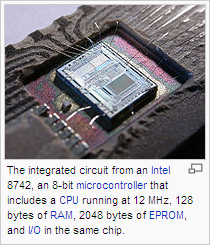 The integrated circuit from an Intel
8742, an 8-bit microcontroller that
includes a CPU running at 12 MHz, 128
bytes of RAM, 2048 bytes of EPROM,
and I/O in the same chip.